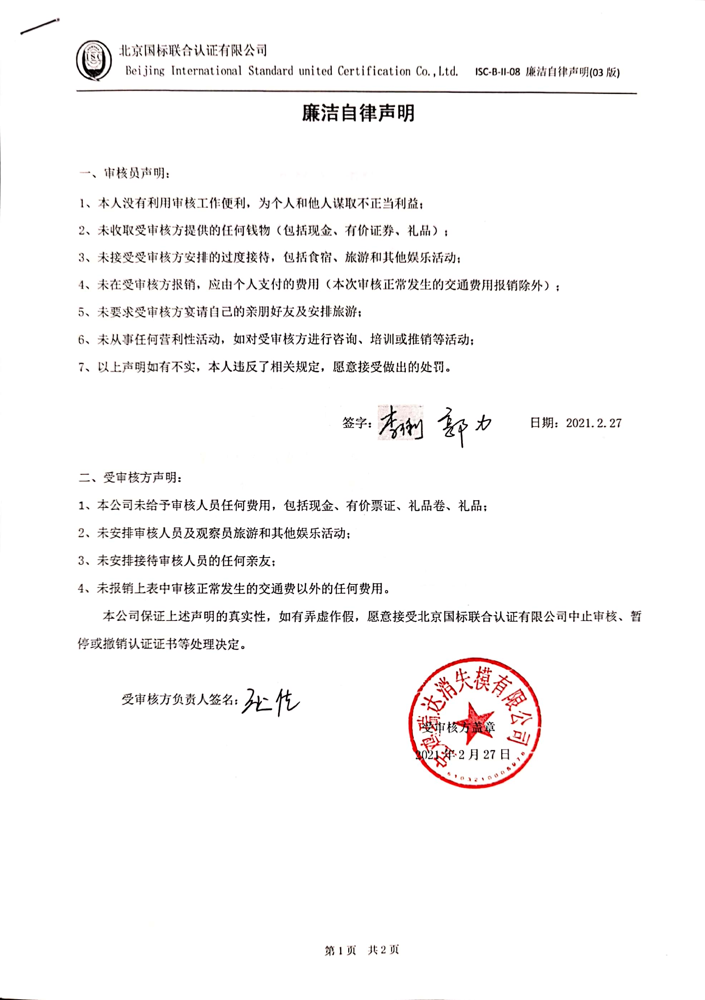 ISC
北京国标联合认证有限公司
Beijing International Standard united Certification Co.,Ltd. ISC-B-II-08 廉洁自律声明(03 版)
廉洁自律声明
一、审核员声明：
1、本人没有利用审核工作便利，为个人和他人谋取不正当利益；
2、未收取受审核方提供的任何钱物（包括现金、有价证券、礼品）；
3、未接受受审核方安排的过度接待，包括食宿、旅游和其他娱乐活动；
4、未在受审核方报销，应由个人支付的费用（本次审核正常发生的交通费用报销除外）；
5、未要求受审核方宴请自己的亲朋好友及安排旅游；
6、未从事任何营利性活动，如对受审核方进行咨询、培训或推销等活动；
7、以上声明如有不实，本人违反了相关规定，愿意接受做出的处罚。
签字：李俐 郭力 日期：2021.2.27
二、受审核方声明：
1、本公司未给予审核人员任何费用，包括现金、有价票证、礼品卷、礼品；
2、未安排审核人员及观察员旅游和其他娱乐活动；
3、未安排接待审核人员的任何亲友；
4、未报销上表中审核正常发生的交通费以外的任何费用。
本公司保证上述声明的真实性，如有弄虚作假，愿意接受北京国标联合认证有限公司中止审核、暂
停或撤销认证证书等处理决定。
受审核方负责人签名：
瑞达消失模有限公司
受审核方盖章
2021 年 2 月 27 日
第 1 页 共 2 页